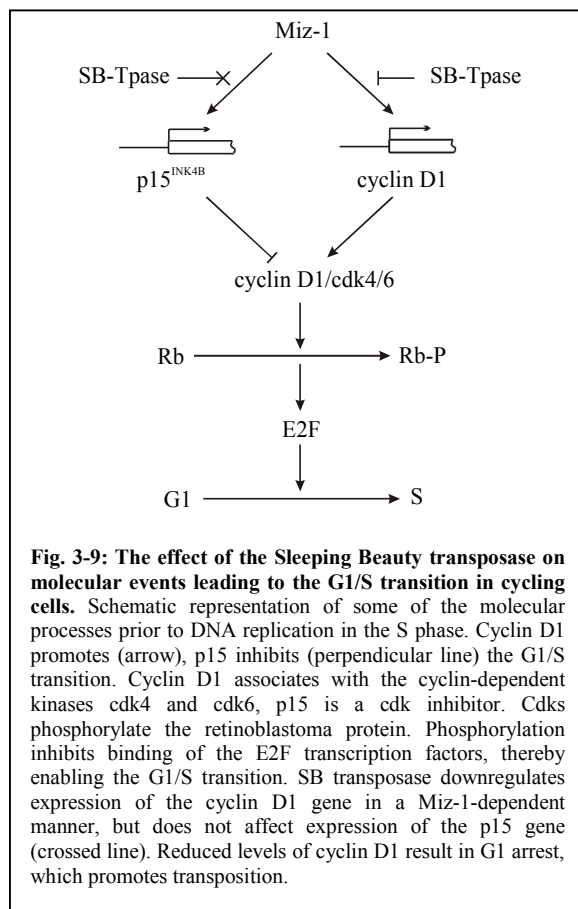 Miz-1
SB-Tpase
SB-Tpase
p15INK4B
cyclin D1
cyclin D1/cdk4/6
Rb
Rb-P
E2F
G1
S
Fig. 3-9: The effect of the Sleeping Beauty transposase on
molecular events leading to the G1/S transition in cycling
cells. Schematic representation of some of the molecular
processes prior to DNA replication in the S phase. Cyclin D1
promotes (arrow), p15 inhibits (perpendicular line) the G1/S
transition. Cyclin D1 associates with the cyclin-dependent
kinases cdk4 and cdk6, p15 is a cdk inhibitor. Cdks
phosphorylate the retinoblastoma protein. Phosphorylation
inhibits binding of the E2F transcription factors, thereby
enabling the G1/S transition. SB transposase downregulates
expression of the cyclin D1 gene in a Miz-1-dependent
manner, but does not affect expression of the p15 gene
(crossed line). Reduced levels of cyclin D1 result in G1 arrest,
which promotes transposition.